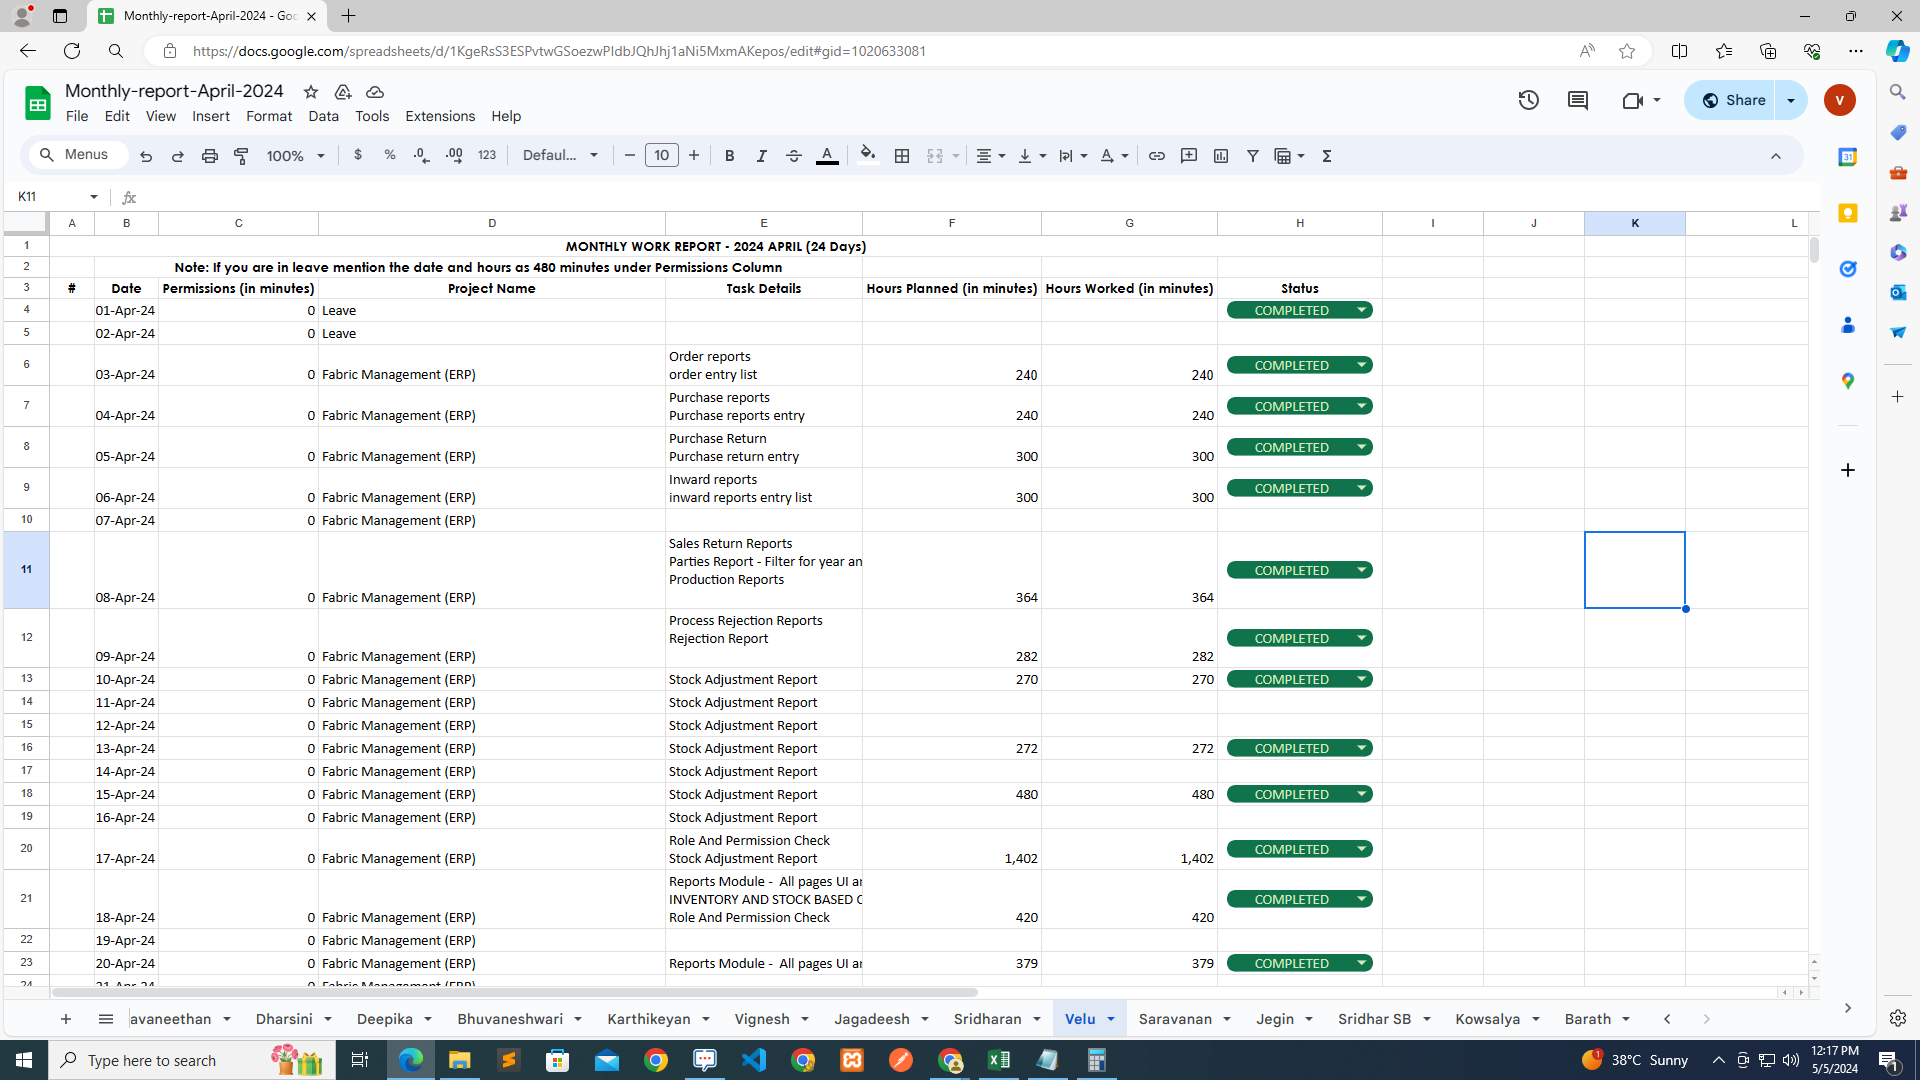 Monthly-report-April-2024 - Goo
https://docs.google.com/spreadsheets/d/1KgeRsS3ESPvtwGSoezwPIdbJQhJhj1aNi5MxmAKepos/edit#gid=1020633081
Monthly-report-April-2024
File Edit View Insert Format Data Tools Extensions Help
Share
V
Menus 100% $ % .0 .00 123 Defaul... 10 B I A
31
K11 fx
A B C D E F G H I J K L
1 MONTHLY WORK REPORT - 2024 APRIL (24 Days)
2 Note: If you are in leave mention the date and hours as 480 minutes under Permissions Column
3 # Date Permissions (in minutes) Project Name Task Details Hours Planned (in minutes) Hours Worked (in minutes) Status
4 01-Apr-24 0 Leave COMPLETED
5 02-Apr-24 0 Leave
Order reports
6 order entry list
03-Apr-24 0 Fabric Management (ERP) 240 240 COMPLETED
Purchase reports
7 Purchase reports entry
04-Apr-24 0 Fabric Management (ERP) 240 240 COMPLETED
Purchase Return
8 Purchase return entry
05-Apr-24 0 Fabric Management (ERP) 300 300 COMPLETED
Inward reports
9 inward reports entry list
06-Apr-24 0 Fabric Management (ERP) 300 300 COMPLETED
10 07-Apr-24 0 Fabric Management (ERP)
Sales Return Reports
Parties Report - Filter for year an
11 Production Reports
08-Apr-24 0 Fabric Management (ERP) 364 364 COMPLETED
Process Rejection Reports
12 Rejection Report
09-Apr-24 0 Fabric Management (ERP) 282 282 COMPLETED
13 10-Apr-24 0 Fabric Management (ERP) Stock Adjustment Report 270 270 COMPLETED
14 11-Apr-24 0 Fabric Management (ERP) Stock Adjustment Report
15 12-Apr-24 0 Fabric Management (ERP) Stock Adjustment Report
16 13-Apr-24 0 Fabric Management (ERP) Stock Adjustment Report 272 272 COMPLETED
17 14-Apr-24 0 Fabric Management (ERP) Stock Adjustment Report
18 15-Apr-24 0 Fabric Management (ERP) Stock Adjustment Report 480 480 COMPLETED
19 16-Apr-24 0 Fabric Management (ERP) Stock Adjustment Report
Role And Permission Check
20 Stock Adjustment Report
17-Apr-24 0 Fabric Management (ERP) 1,402 1,402 COMPLETED
Reports Module - All pages UI an
21 INVENTORY AND STOCK BASED C
Role And Permission Check
18-Apr-24 0 Fabric Management (ERP) 420 420 COMPLETED
22 19-Apr-24 0 Fabric Management (ERP)
23 20-Apr-24 0 Fabric Management (ERP) Reports Module - All pages UI an 379 379 COMPLETED
24 21-Apr-24 0 Fabric Management (ERP)
avaneethan Dharsini Deepika Bhuvaneshwari Karthikeyan Vignesh Jagadeesh Sridharan Velu Saravanan Jegin Sridhar SB Kowsalya Barath
Type here to search
1 38°C Sunny
12:17 PM
5/5/2024
1